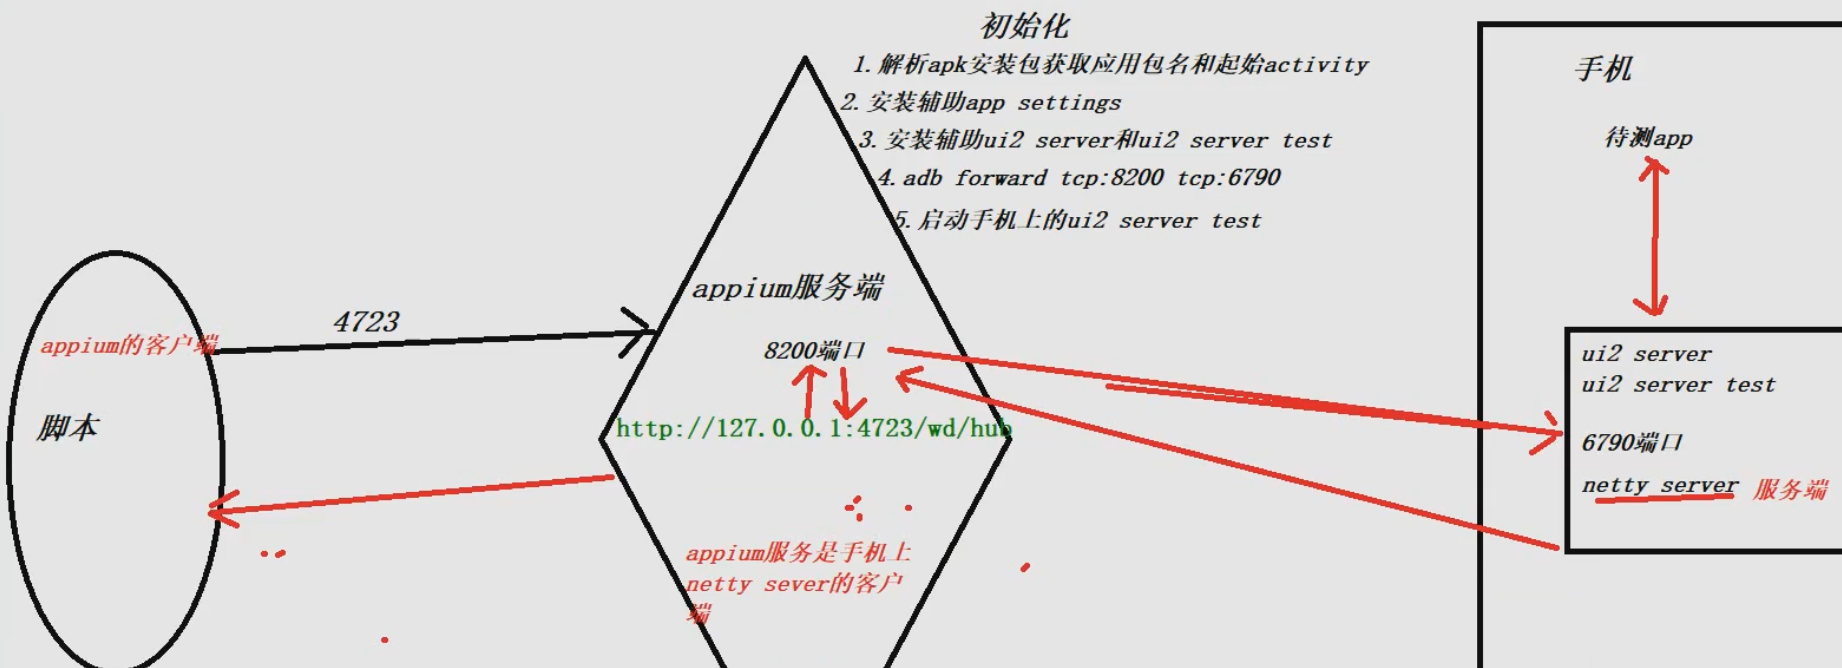 初始化
1.解析apk安装包获取应用包名和起始activity
2.安装辅助app settings
3.安装辅助ui2 server和ui2 server test
4.adb forward tcp:8200 tcp:6790
5.启动手机上的ui2 server test
appium的客户端
脚本
4723
appium服务端
8200端口
http://127.0.0.1:4723/wd/hub
appium服务是手机上
netty sever的客户
端
手机
待测app
ui2 server
ui2 server test
6790端口
netty server 服务端